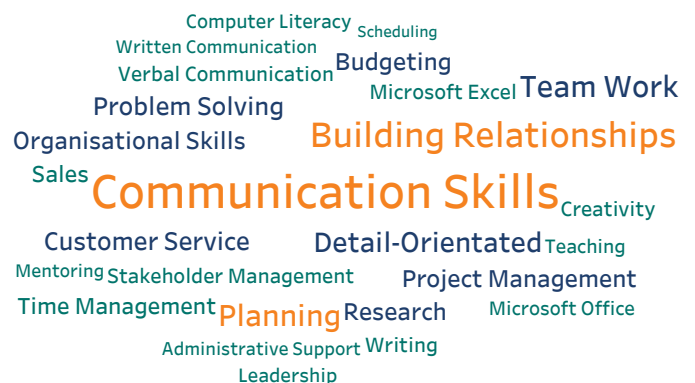 Computer Literacy
Scheduling
Written Communication
Budgeting
Verbal Communication
Microsoft Excel
Team Work
Problem Solving
Building Relationships
Organisational Skills
Sales
Communication Skills
Creativity
Customer Service
Detail-Orientated
Teaching
Mentoring
Stakeholder Management
Project Management
Time Management
Planning
Research
Microsoft Office
Administrative Support
Writing
Leadership